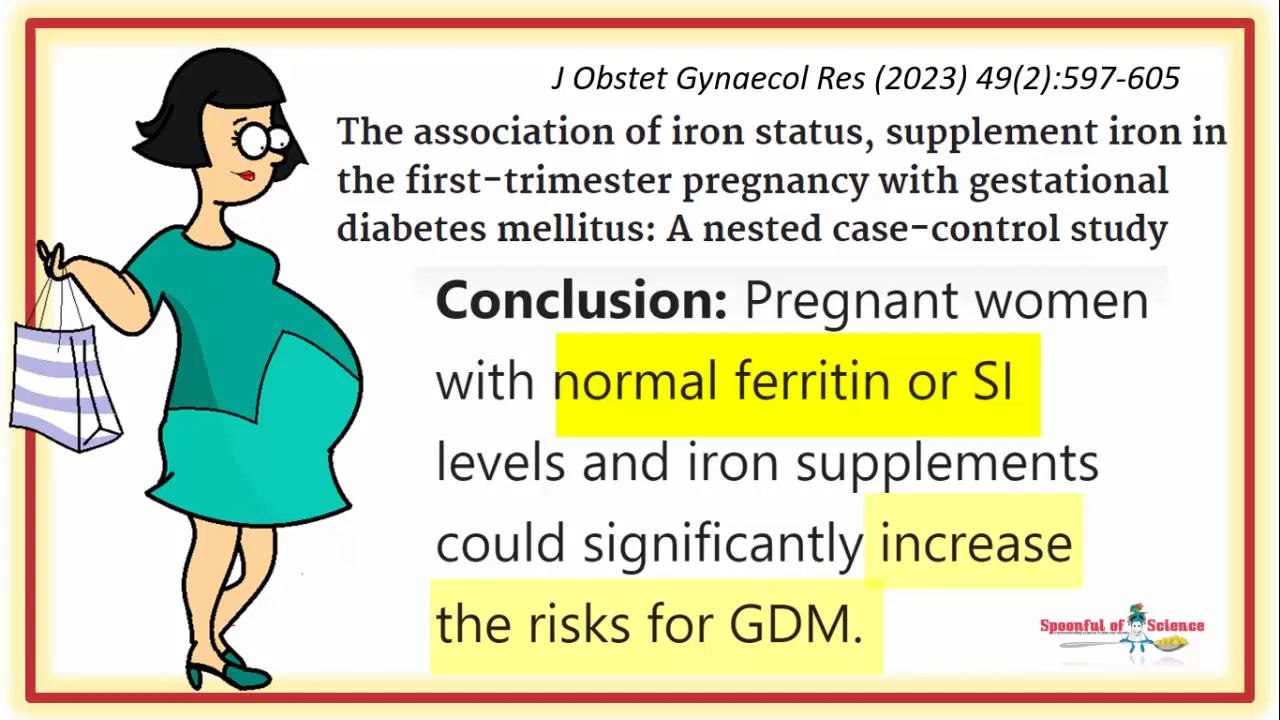 J Obstet Gynaecol Res (2023) 49(2):597-605
The association of iron status, supplement iron in
the first-trimester pregnancy with gestational
diabetes mellitus: A nested case-control study
Conclusion: Pregnant women
with normal ferritin or SI
levels and iron supplements
could significantly increase
the risks for GDM.
Spoonful of Science